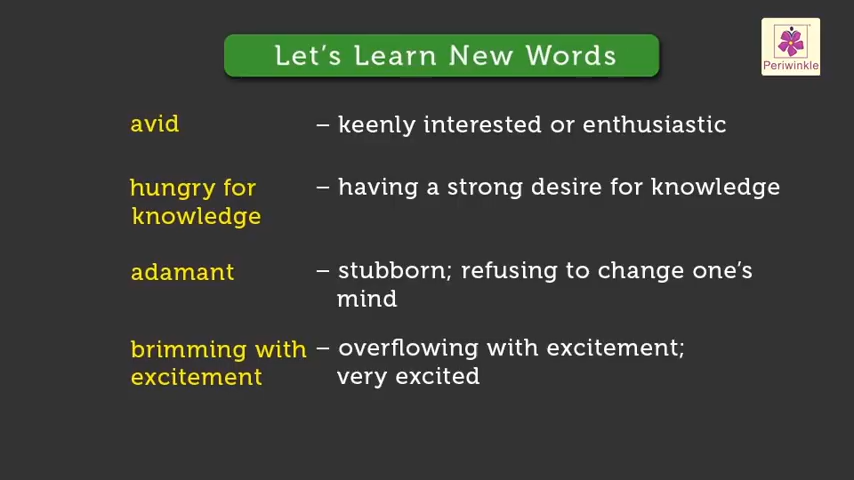 Let's Learn New Words
Periwinkle
avid – keenly interested or enthusiastic
hungry for – having a strong desire for knowledge
knowledge
adamant – stubborn; refusing to change one's
mind
brimming with – overflowing with excitement;
excitement very excited